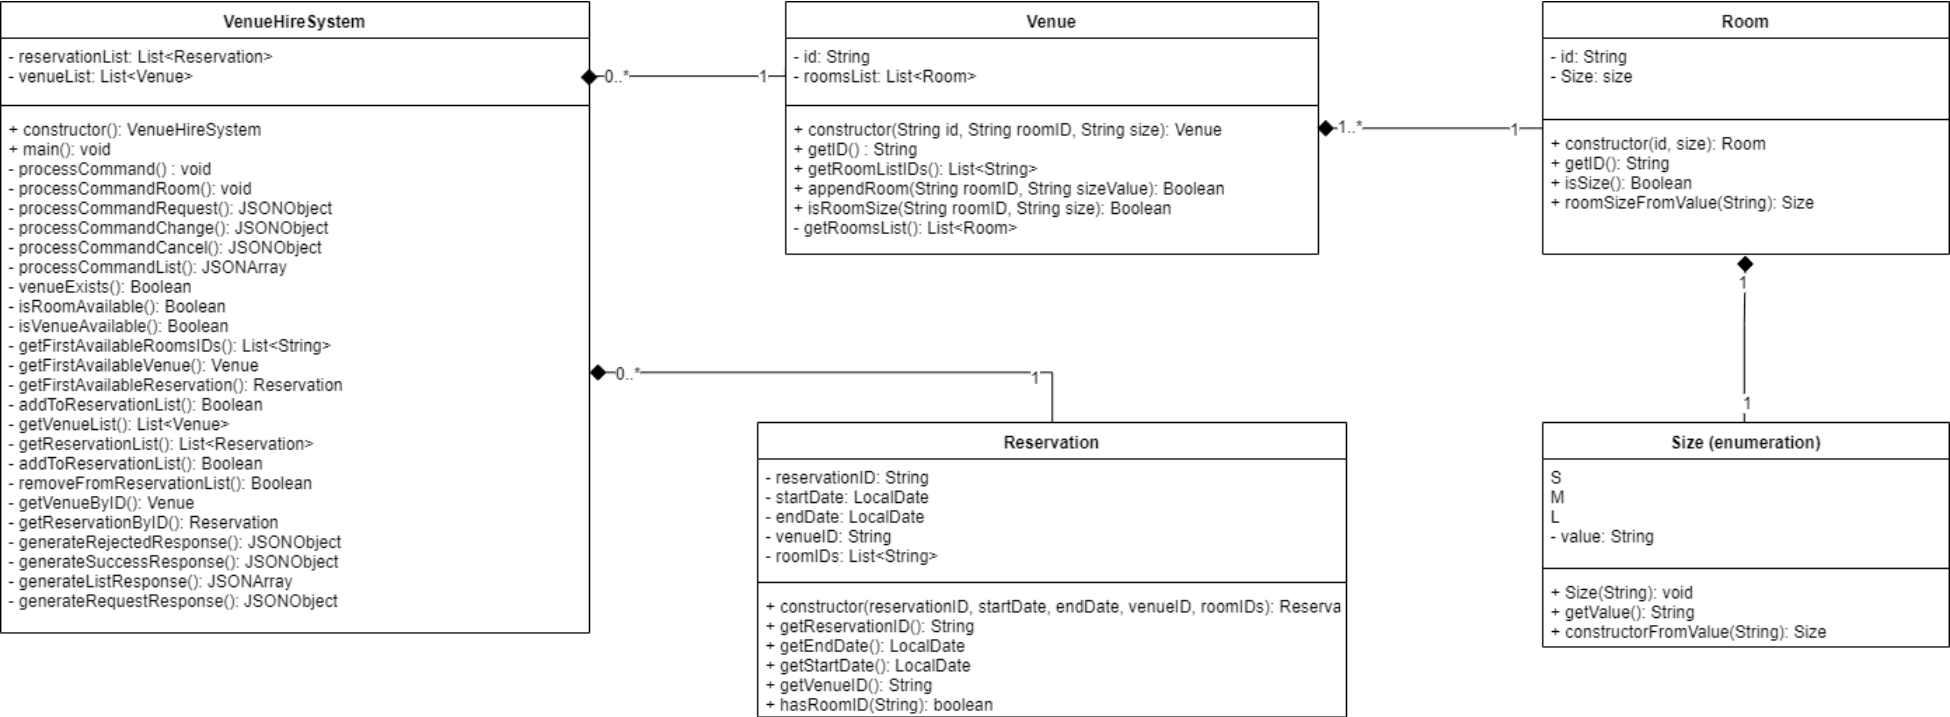 VenueHireSystem
- reservationList: List<Reservation>
- venueList: List<Venue>
+ constructor(): VenueHireSystem
+ main(): void
- processCommand() : void
- processCommandRoom(): void
- processCommandRequest(): JSONObject
- processCommandChange(): JSONObject
- processCommandCancel(): JSONObject
- processCommandList(): JSONArray
- venueExists(): Boolean
- isRoomAvailable(): Boolean
- isVenueAvailable(): Boolean
- getFirstAvailableRoomsIDs(): List<String>
- getFirstAvailableVenue(): Venue
- getFirstAvailableReservation(): Reservation
- addToReservationList(): Boolean
- getVenueList(): List<Venue>
- getReservationList(): List<Reservation>
- addToReservationList(): Boolean
- removeFromReservationList(): Boolean
- getVenueByID(): Venue
- getReservationByID(): Reservation
- generateRejectedResponse(): JSONObject
- generateSuccessResponse(): JSONObject
- generateListResponse(): JSONArray
- generateRequestResponse(): JSONObject
0..*
1
0..*
1
Venue
- id: String
- roomsList: List<Room>
+ constructor(String id, String roomID, String size): Venue
+ getID() : String
+ getRoomListIDs(): List<String>
+ appendRoom(String roomID, String sizeValue): Boolean
+ isRoomSize(String roomID, String size): Boolean
- getRoomsList(): List<Room>
1..*
1
Room
- id: String
- Size: size
+ constructor(id, size): Room
+ getID(): String
+ isSize(): Boolean
+ roomSizeFromValue(String): Size
1
1
Reservation
- reservationID: String
- startDate: LocalDate
- endDate: LocalDate
- venueID: String
- roomIDs: List<String>
+ constructor(reservationID, startDate, endDate, venueID, roomIDs): Reserva
+ getReservationID(): String
+ getEndDate(): LocalDate
+ getStartDate(): LocalDate
+ getVenueID(): String
+ hasRoomID(String): boolean
Size (enumeration)
S
M
L
- value: String
+ Size(String): void
+ getValue(): String
+ constructorFromValue(String): Size